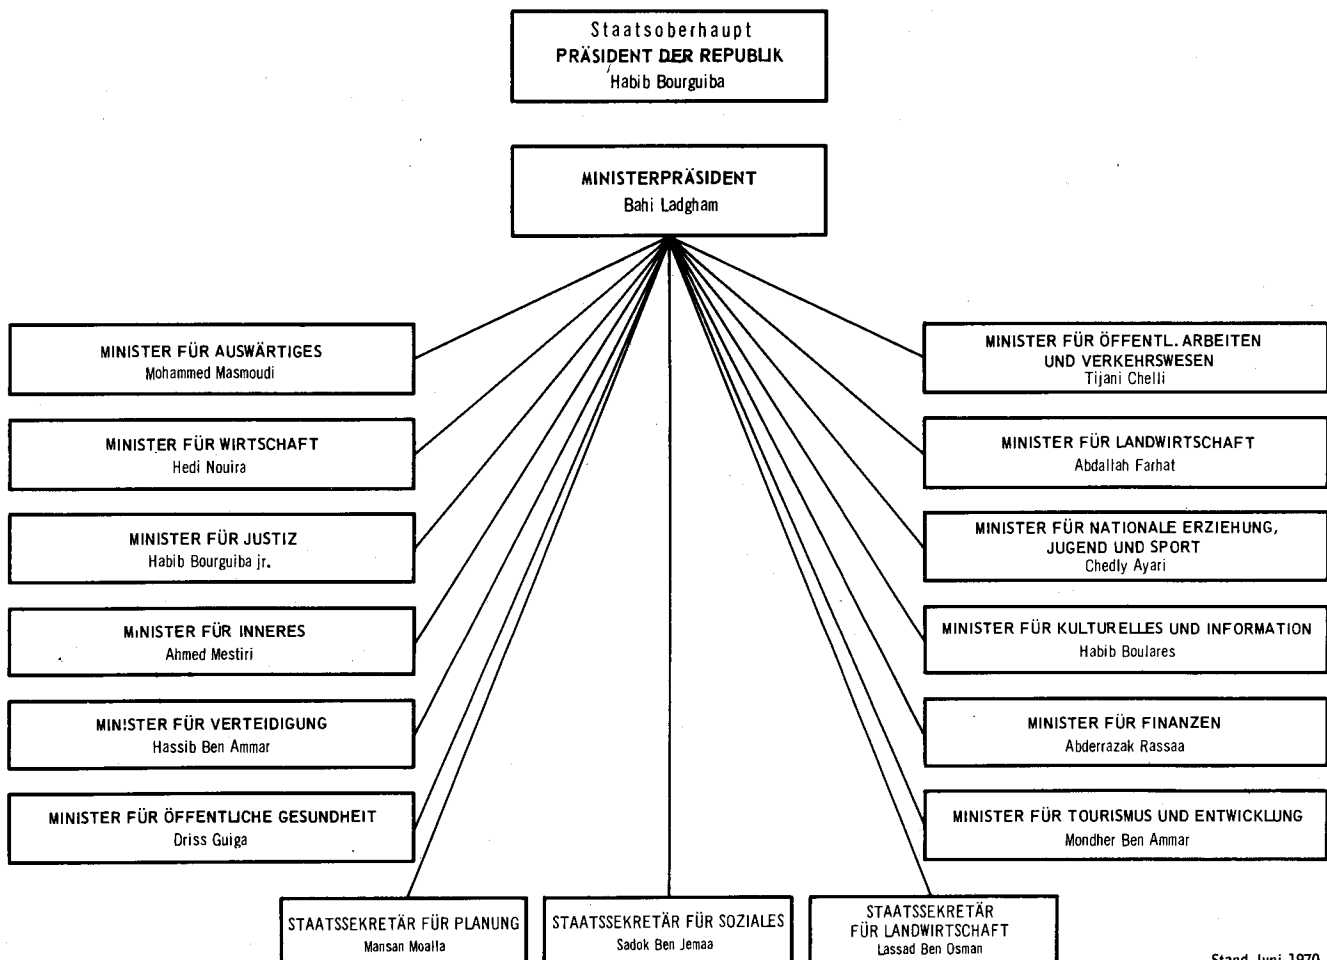 Staatsoberhaupt
PRÄSIDENT DER REPUBLIK
Habib Bourguiba
MINISTERPRÄSIDENT
Bahi Ladgham
MINISTER FÜR AUSWÄRTIGES
Mohammed Masmoudi
MINISTER FÜR WIRTSCHAFT
Hedi Nouira
MINISTER FÜR JUSTIZ
Habib Bourguiba jr.
MINISTER FÜR INNERES
Ahmed Mestiri
MINISTER FÜR VERTEIDIGUNG
Hassib Ben Ammar
MINISTER FÜR ÖFFENTLICHE GESUNDHEIT
Driss Guiga
MINISTER FÜR ÖFFENTL. ARBEITEN
UND VERKEHRSWESEN
Tijani Chelli
MINISTER FÜR LANDWIRTSCHAFT
Abdallah Farhat
MINISTER FÜR NATIONALE ERZIEHUNG,
JUGEND UND SPORT
Chedly Ayari
MINISTER FÜR KULTURELLES UND INFORMATION
Habib Boulares
MINISTER FÜR FINANZEN
Abderrazak Rassaa
MINISTER FÜR TOURISMUS UND ENTWICKLUNG
Mondher Ben Ammar
STAATSSEKRETÄR FÜR PLANUNG
Mansan Moalla
STAATSSEKRETÄR FÜR SOZIALES
Sadok Ben Jemaa
STAATSSEKRETÄR
FÜR LANDWIRTSCHAFT
Lassad Ben Osman
Stand Juni 1970